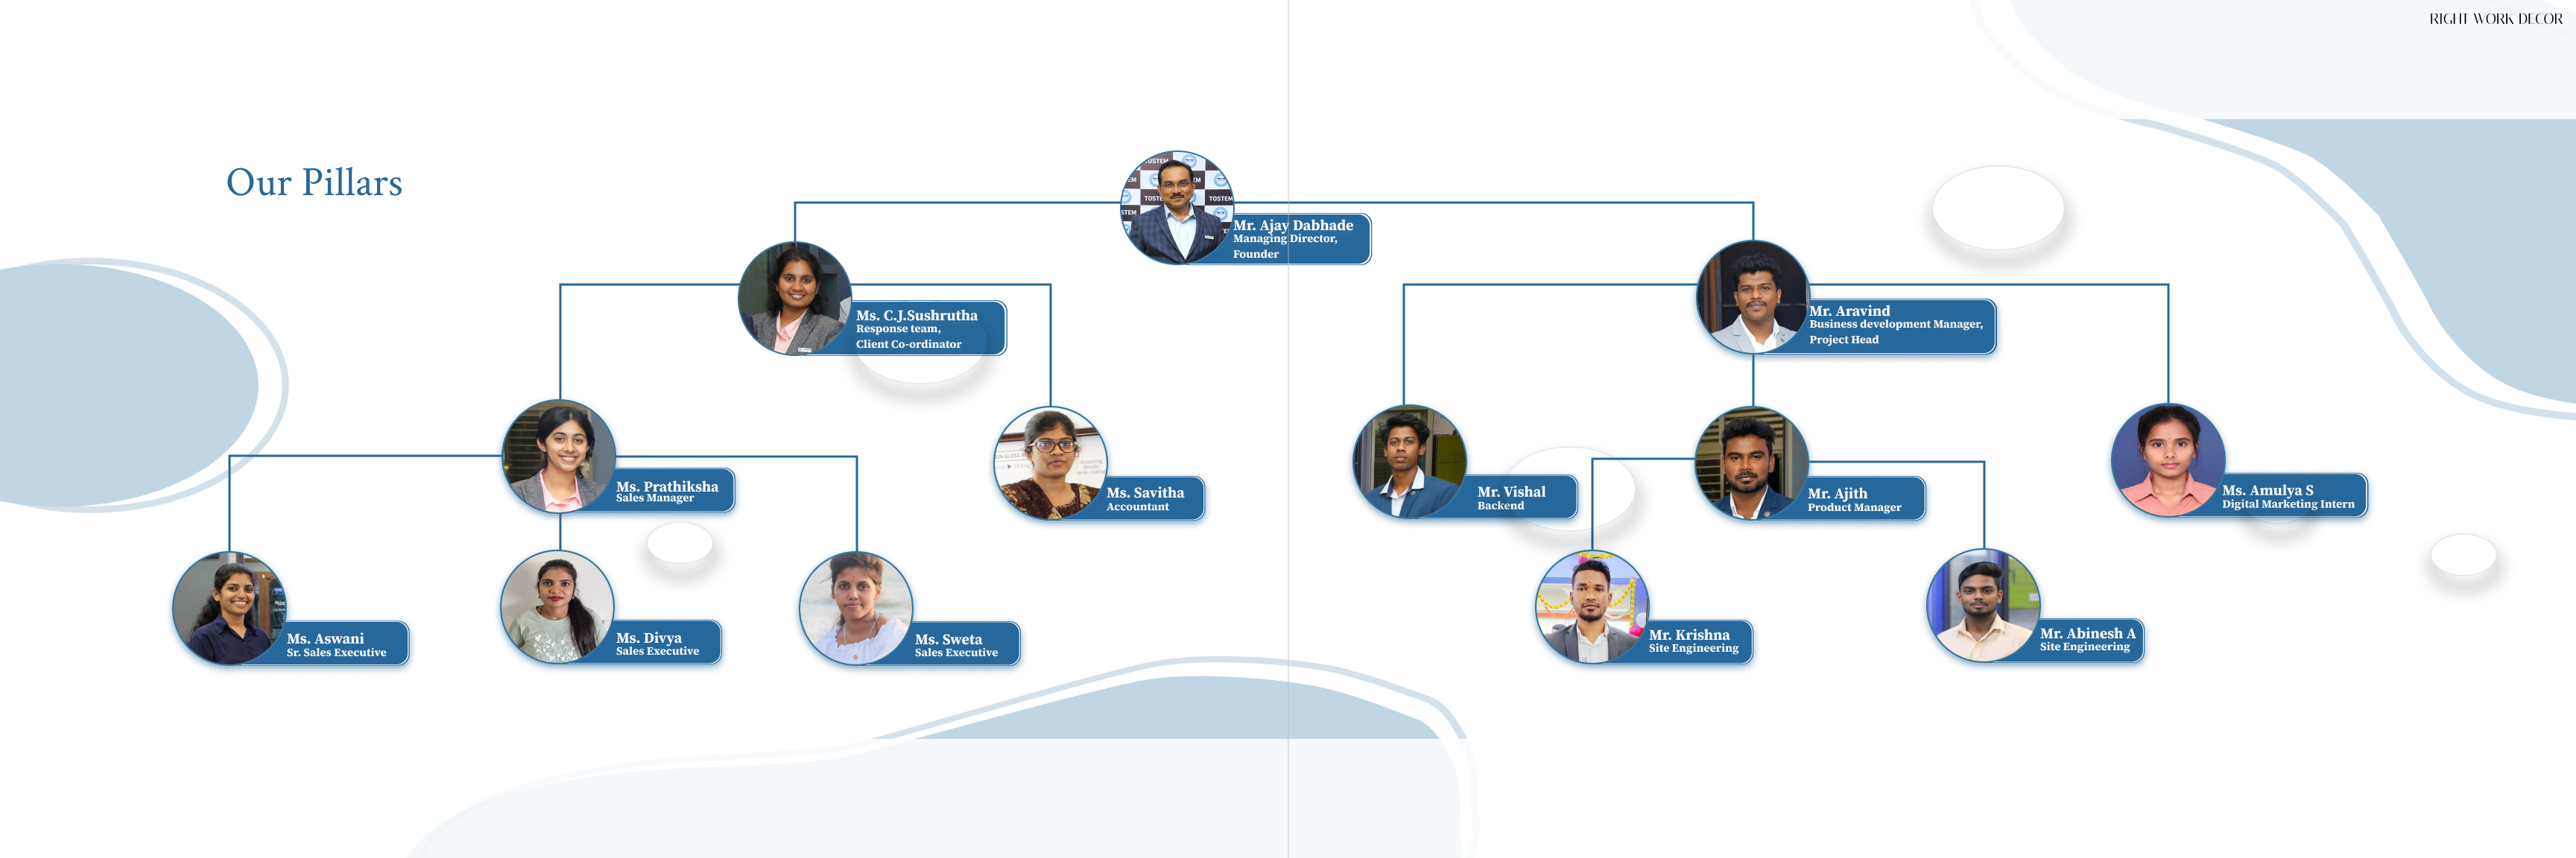 RIGHT WORK DECOR
Our Pillars
TOSTEM
Mr. Ajay Dabhade
Managing Director,
Founder
Ms. C.J.Sushrutha
Response team,
Client Co-ordinator
Mr. Aravind
Business development Manager,
Project Head
Ms. Prathiksha
Sales Manager
Ms. Savitha
Accountant
Mr. Vishal
Backend
Mr. Ajith
Product Manager
Ms. Amulya S
Digital Marketing Intern
Ms. Aswani
Sr. Sales Executive
Ms. Divya
Sales Executive
Ms. Sweta
Sales Executive
Mr. Krishna
Site Engineering
Mr. Abinesh A
Site Engineering